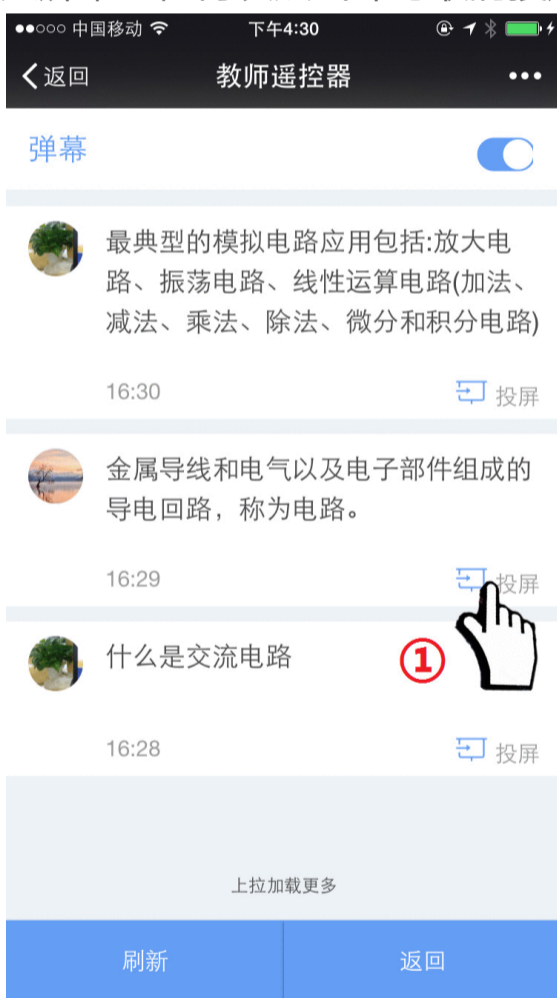 中国移动
下午4:30
返回
教师遥控器
弹幕
最典型的模拟电路应用包括:放大电
路、振荡电路、线性运算电路(加法、
减法、乘法、除法、微分和积分电路)
16:30
投屏
金属导线和电气以及电子部件组成的
导电回路，称为电路。
16:29
投屏
什么是交流电路
①
16:28
投屏
上拉加载更多
刷新
返回